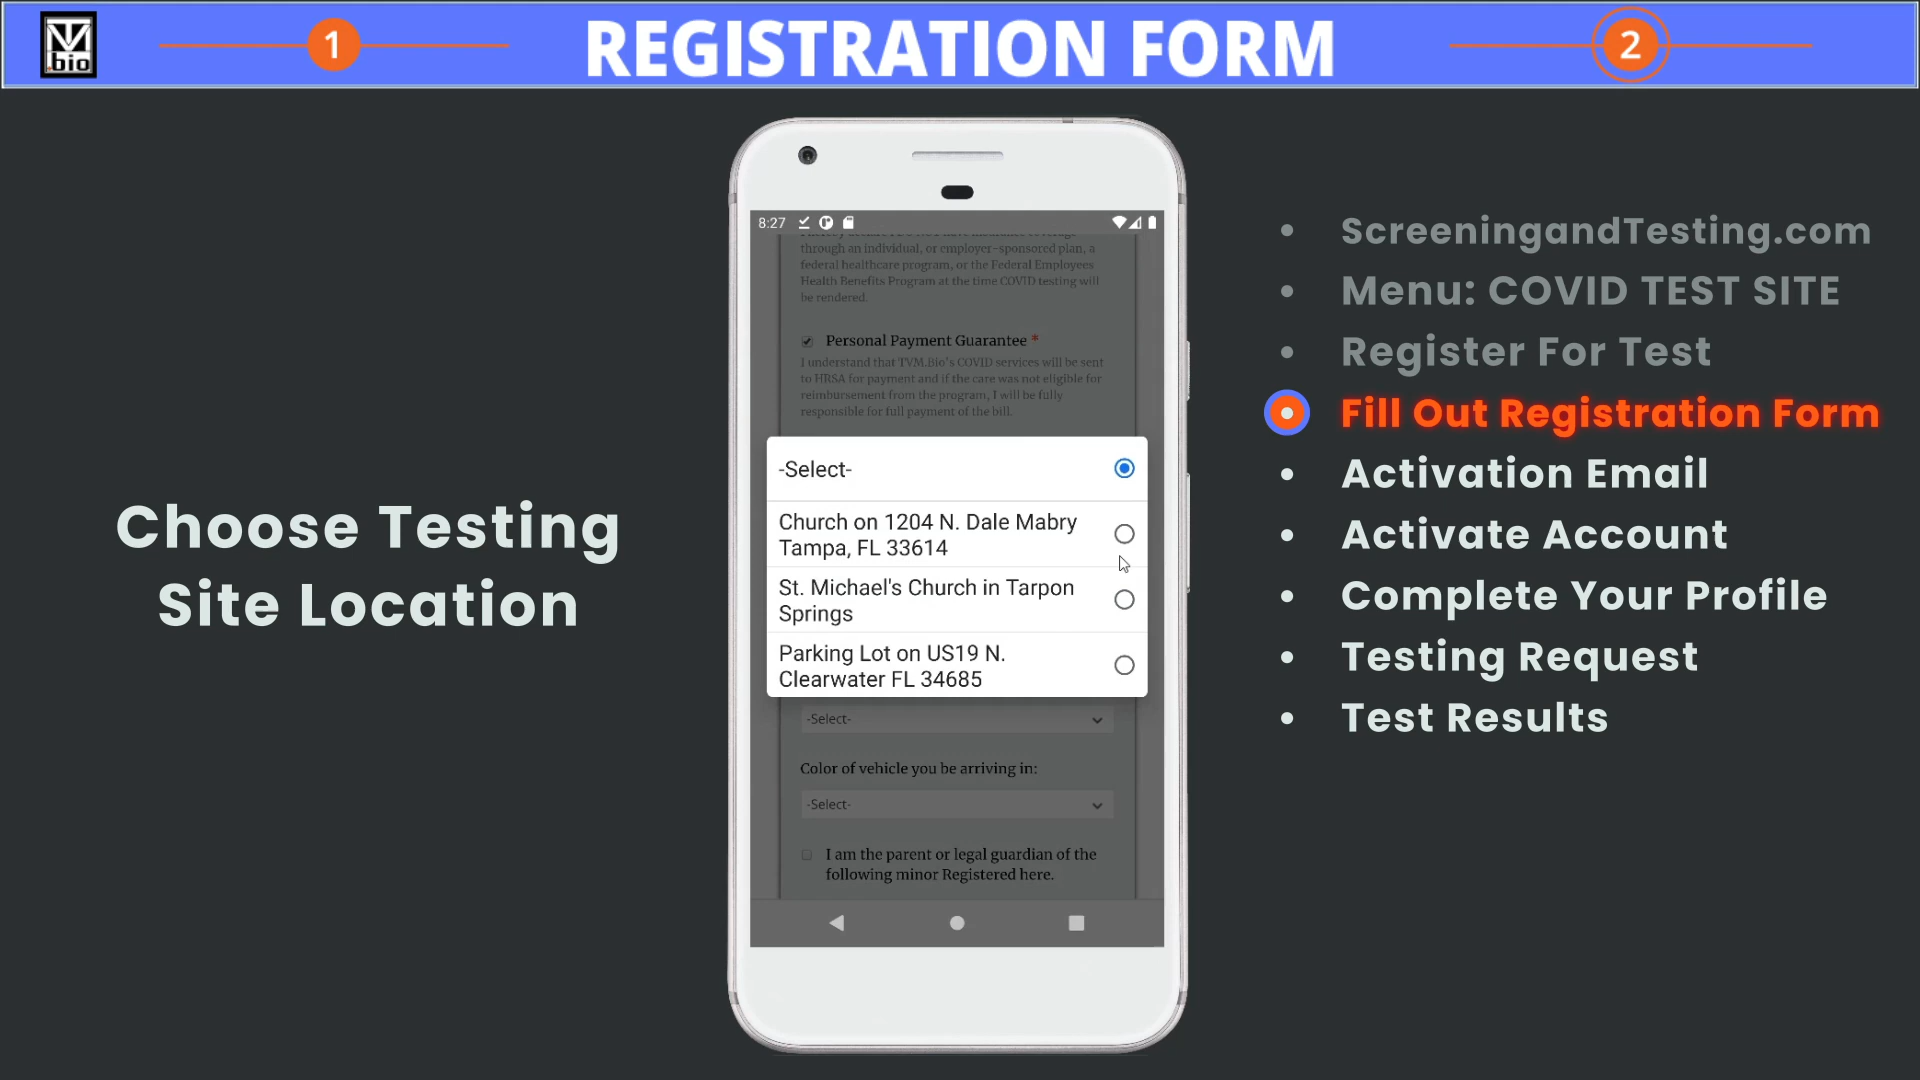 TVM
.bio
1
REGISTRATION FORM
2
8:27
through an individual, or employer-sponsored plan, a
federal healthcare program, or the Federal Employees
Health Benefits Program at the time COVID testing will
be rendered.
Personal Payment Guarantee *
I understand that TVM.Bio's COVID services will be sent
to HRSA for payment and if the care was not eligible for
reimbursement from the program, I will be fully
responsible for full payment of the bill.
-Select-
Church on 1204 N. Dale Mabry
Tampa, FL 33614
St. Michael's Church in Tarpon
Springs
Parking Lot on US19 N.
Clearwater FL 34685
-Select-
Color of vehicle you be arriving in:
-Select-
I am the parent or legal guardian of the
following minor Registered here.
Choose Testing
Site Location
• ScreeningandTesting.com
• Menu: COVID TEST SITE
• Register For Test
• Fill Out Registration Form
• Activation Email
• Activate Account
• Complete Your Profile
• Testing Request
• Test Results